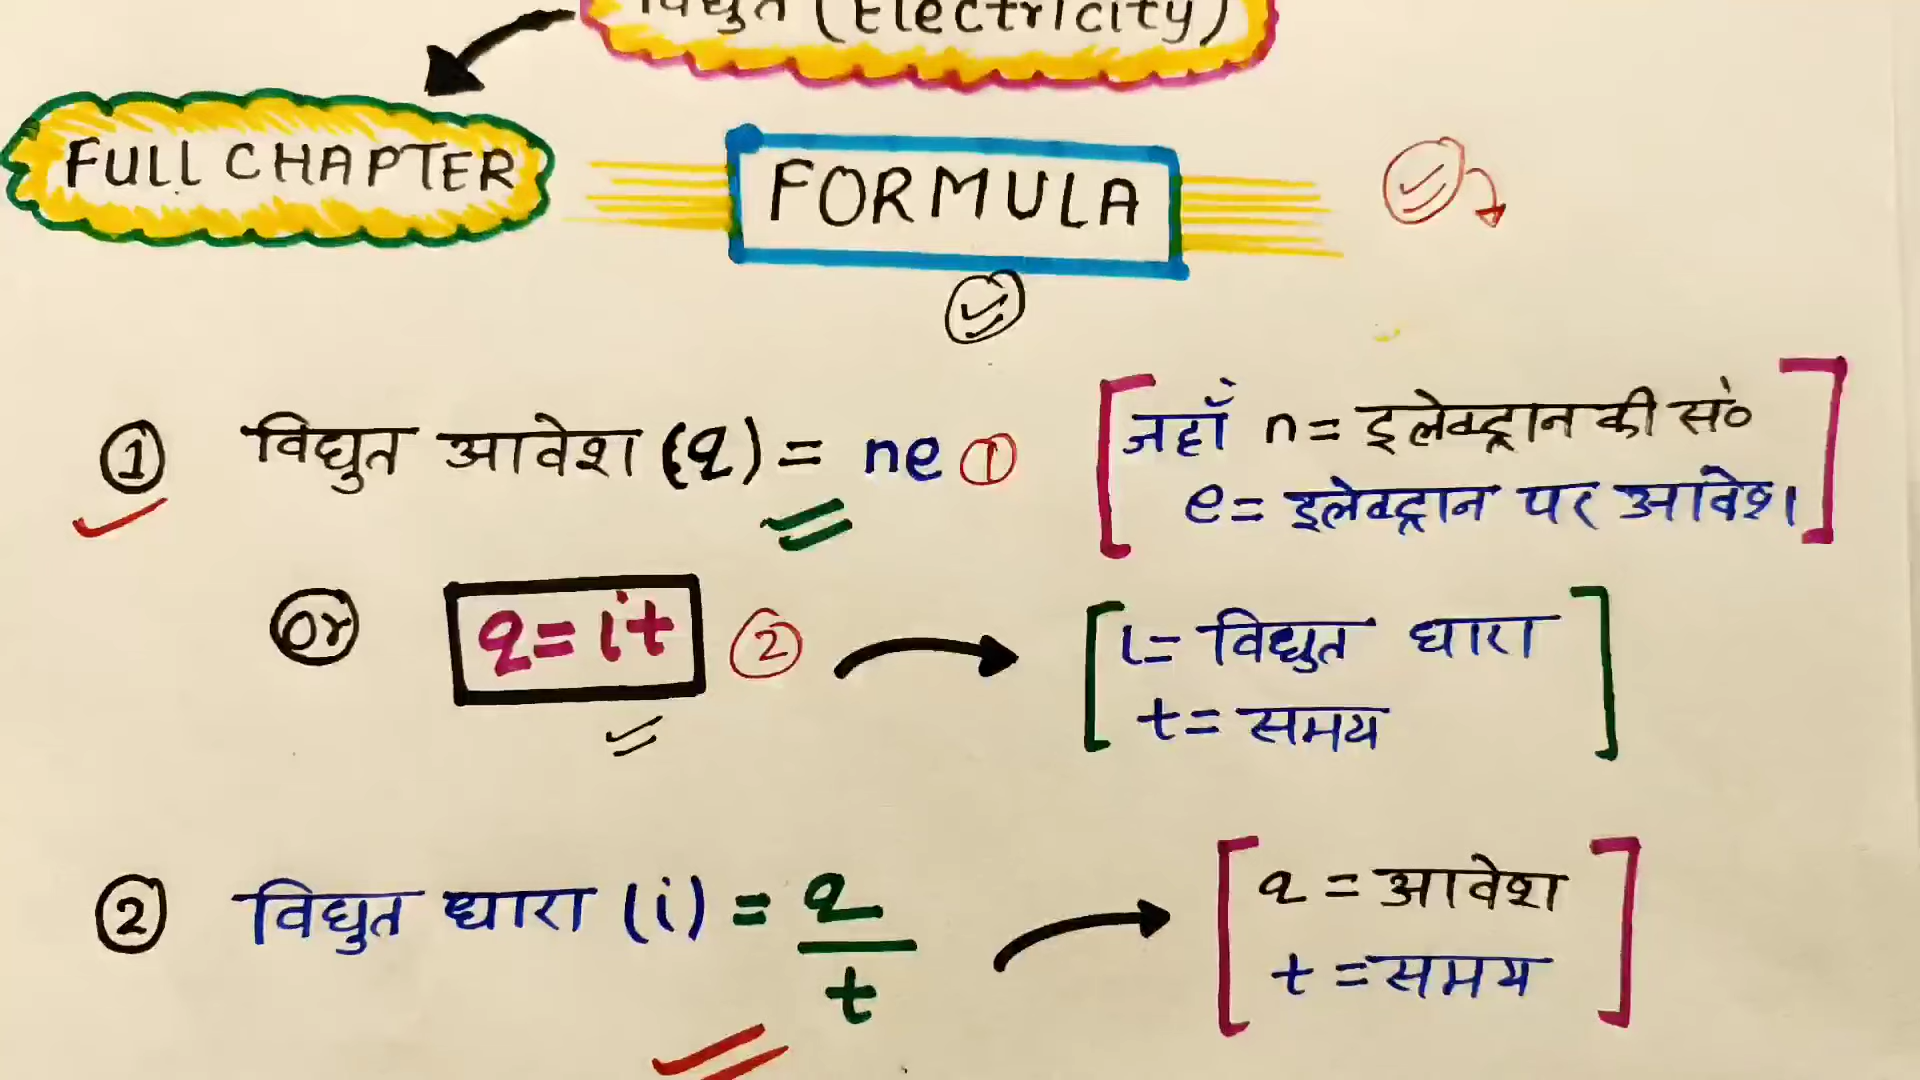 विद्युत (Electricity)
FULL CHAPTER
FORMULA
① विद्युत आवेश (q) = ne ①
[जहाँ n = इलेक्ट्रान की सं०
e = इलेक्ट्रान पर आवेश।]
or q = it ②
[i = विद्युत धारा
t = समय]
② विद्युत धारा (i) = q/t
[q = आवेश
t = समय]